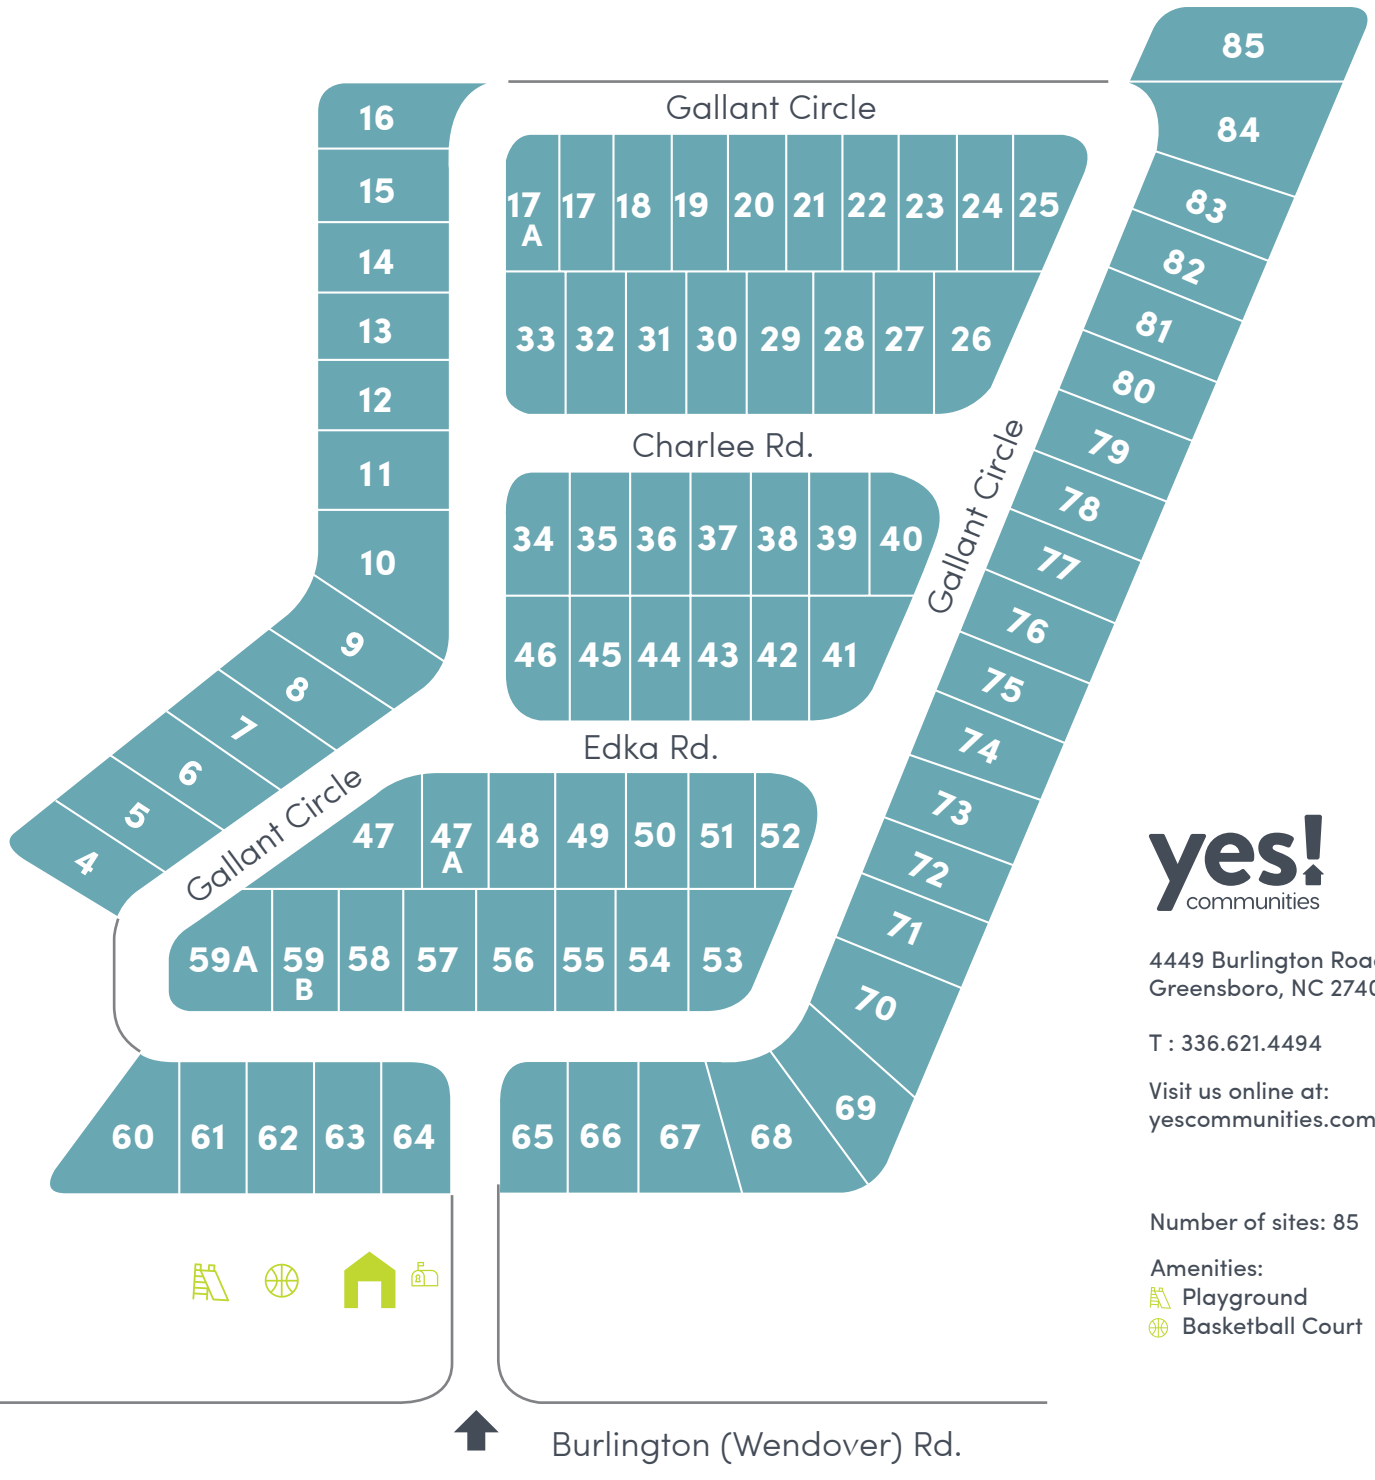 85
16
Gallant Circle
84
15
17 17 18 19 20 21 22 23 24 25
A
83
14
82
13
33 32 31 30 29 28 27 26
81
12
80
Charlee Rd.
79
11
78
Gallant Circle
34 35 36 37 38 39 40
10
77
76
9
46 45 44 43 42 41
75
8
7
Edka Rd.
74
6
Gallant Circle
73
5
47 47 48 49 50 51 52
A
4
72
71
59A 59 58 57 56 55 54 53
B
70
69
60 61 62 63 64 65 66 67 68
yes!
communities
4449 Burlington Road
Greensboro, NC 2740
T : 336.621.4494
Visit us online at:
yescommunities.com
Number of sites: 85
Amenities:
Playground
Basketball Court
Burlington (Wendover) Rd.